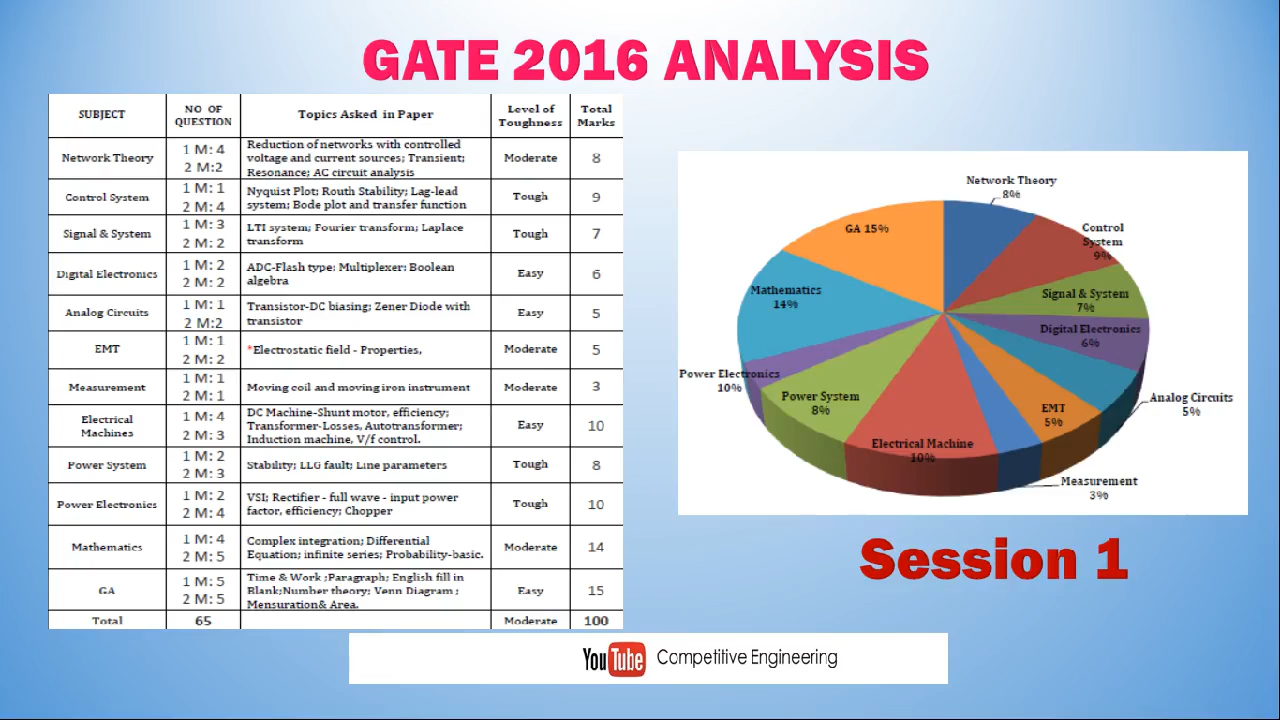 GATE 2016 ANALYSIS
SUBJECT
NO OF
QUESTION
Topics Asked in Paper
Level of
Toughness
Total
Marks
Network Theory
1 M: 4
2 M:2
Reduction of networks with controlled
voltage and current sources; Transient;
Resonance; AC circuit analysis
Moderate
8
Control System
1 M: 1
2 M: 4
Nyquist Plot; Routh Stability; Lag-lead
system; Bode plot and transfer function
Tough
9
Signal & System
1 M: 3
2 M: 2
LTI system; Fourier transform; Laplace
transform
Tough
7
Digital Electronics
1 M: 2
2 M: 2
ADC-Flash type; Multiplexer; Boolean
algebra
Easy
6
Analog Circuits
1 M: 1
2 M:2
Transistor-DC biasing; Zener Diode with
transistor
Easy
5
EMT
1 M: 1
2 M: 2
*Electrostatic field - Properties,
Moderate
5
Measurement
1 M: 1
2 M: 1
Moving coil and moving iron instrument
Moderate
3
Electrical
Machines
1 M: 4
2 M: 3
DC Machine-Shunt motor, efficiency;
Transformer-Losses, Autotransformer;
Induction machine, V/f control.
Easy
10
Power System
1 M: 2
2 M: 3
Stability; LLG fault; Line parameters
Tough
8
Power Electronics
1 M: 2
2 M: 4
VSI; Rectifier - full wave - input power
factor, efficiency; Chopper
Tough
10
Mathematics
1 M: 4
2 M: 5
Complex integration; Differential
Equation; infinite series; Probability-basic.
Moderate
14
GA
1 M: 5
2 M: 5
Time & Work ;Paragraph; English fill in
Blank;Number theory; Venn Diagram ;
Mensuration& Area.
Easy
15
Total
65
Moderate
100
Network Theory
8%
Control
System
9%
Signal & System
7%
Digital Electronics
6%
Analog Circuits
5%
EMT
5%
Measurement
3%
Electrical Machine
10%
Power System
8%
Power Electronics
10%
Mathematics
14%
GA 15%
Session 1
YouTube Competitive Engineering